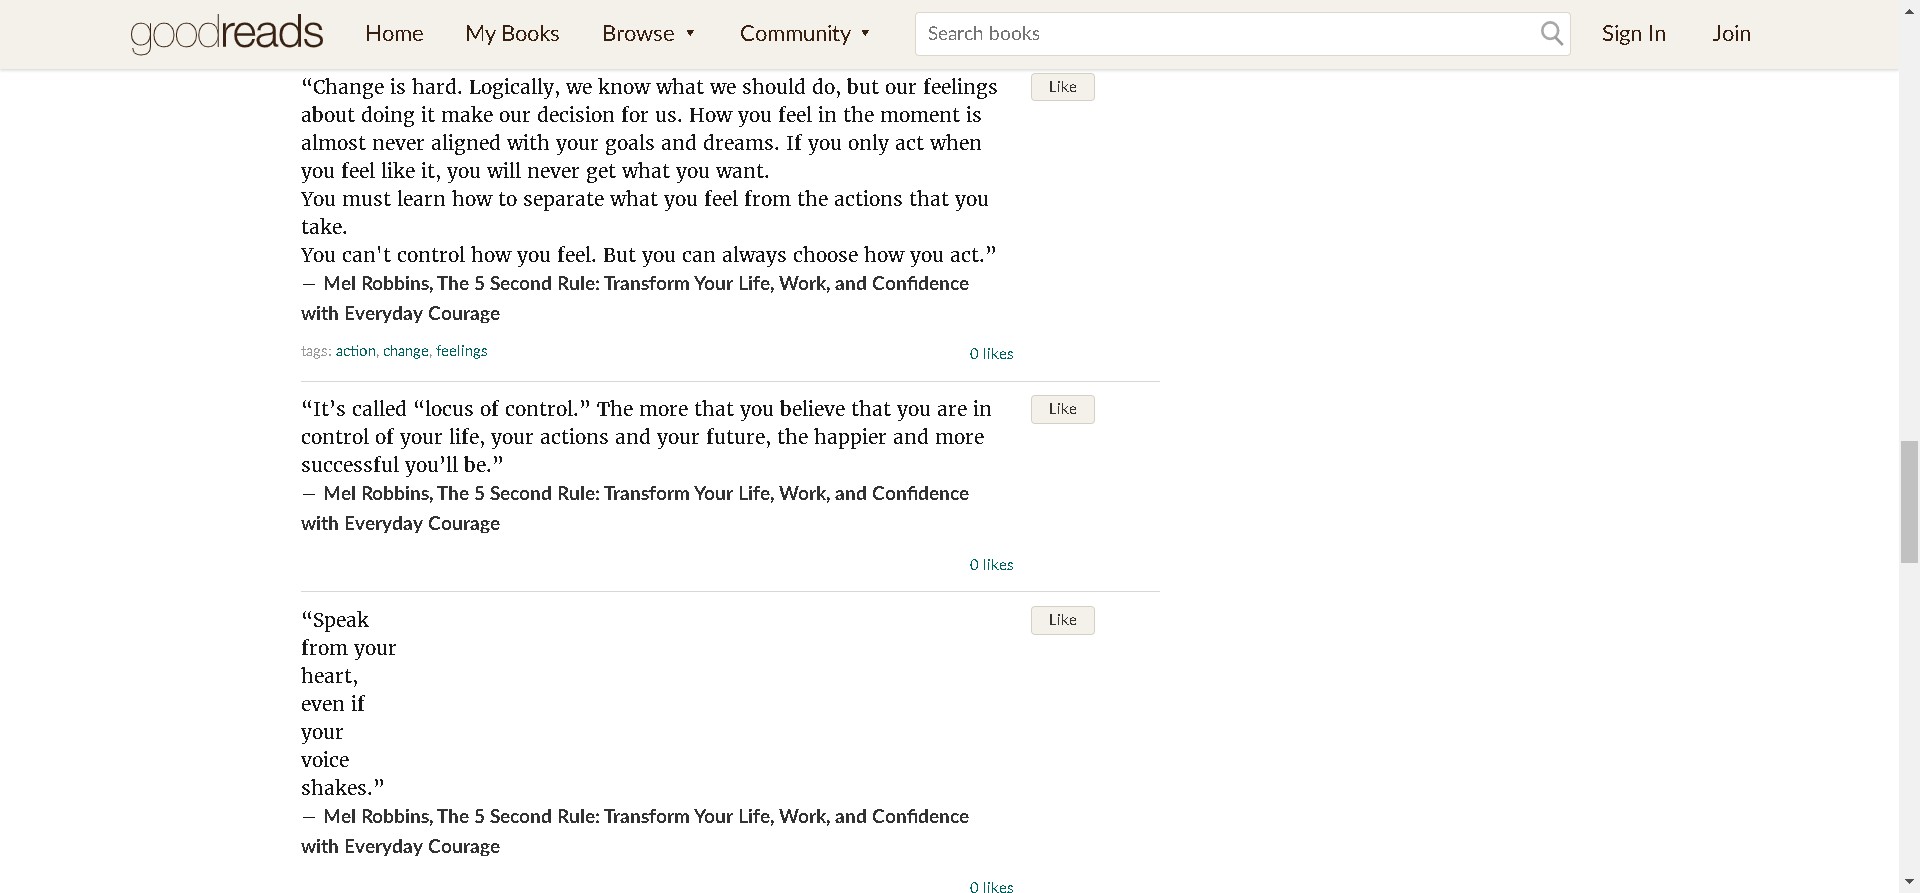 goodreads Home My Books Browse ▼ Community ▼ Search books Sign In Join
“Change is hard. Logically, we know what we should do, but our feelings Like
about doing it make our decision for us. How you feel in the moment is
almost never aligned with your goals and dreams. If you only act when
you feel like it, you will never get what you want.
You must learn how to separate what you feel from the actions that you
take.
You can't control how you feel. But you can always choose how you act.”
― Mel Robbins, The 5 Second Rule: Transform Your Life, Work, and Confidence
with Everyday Courage
tags: action, change, feelings 0 likes
“It’s called “locus of control.” The more that you believe that you are in Like
control of your life, your actions and your future, the happier and more
successful you’ll be.”
― Mel Robbins, The 5 Second Rule: Transform Your Life, Work, and Confidence
with Everyday Courage
0 likes
“Speak Like
from your
heart,
even if
your
voice
shakes.”
― Mel Robbins, The 5 Second Rule: Transform Your Life, Work, and Confidence
with Everyday Courage
0 likes